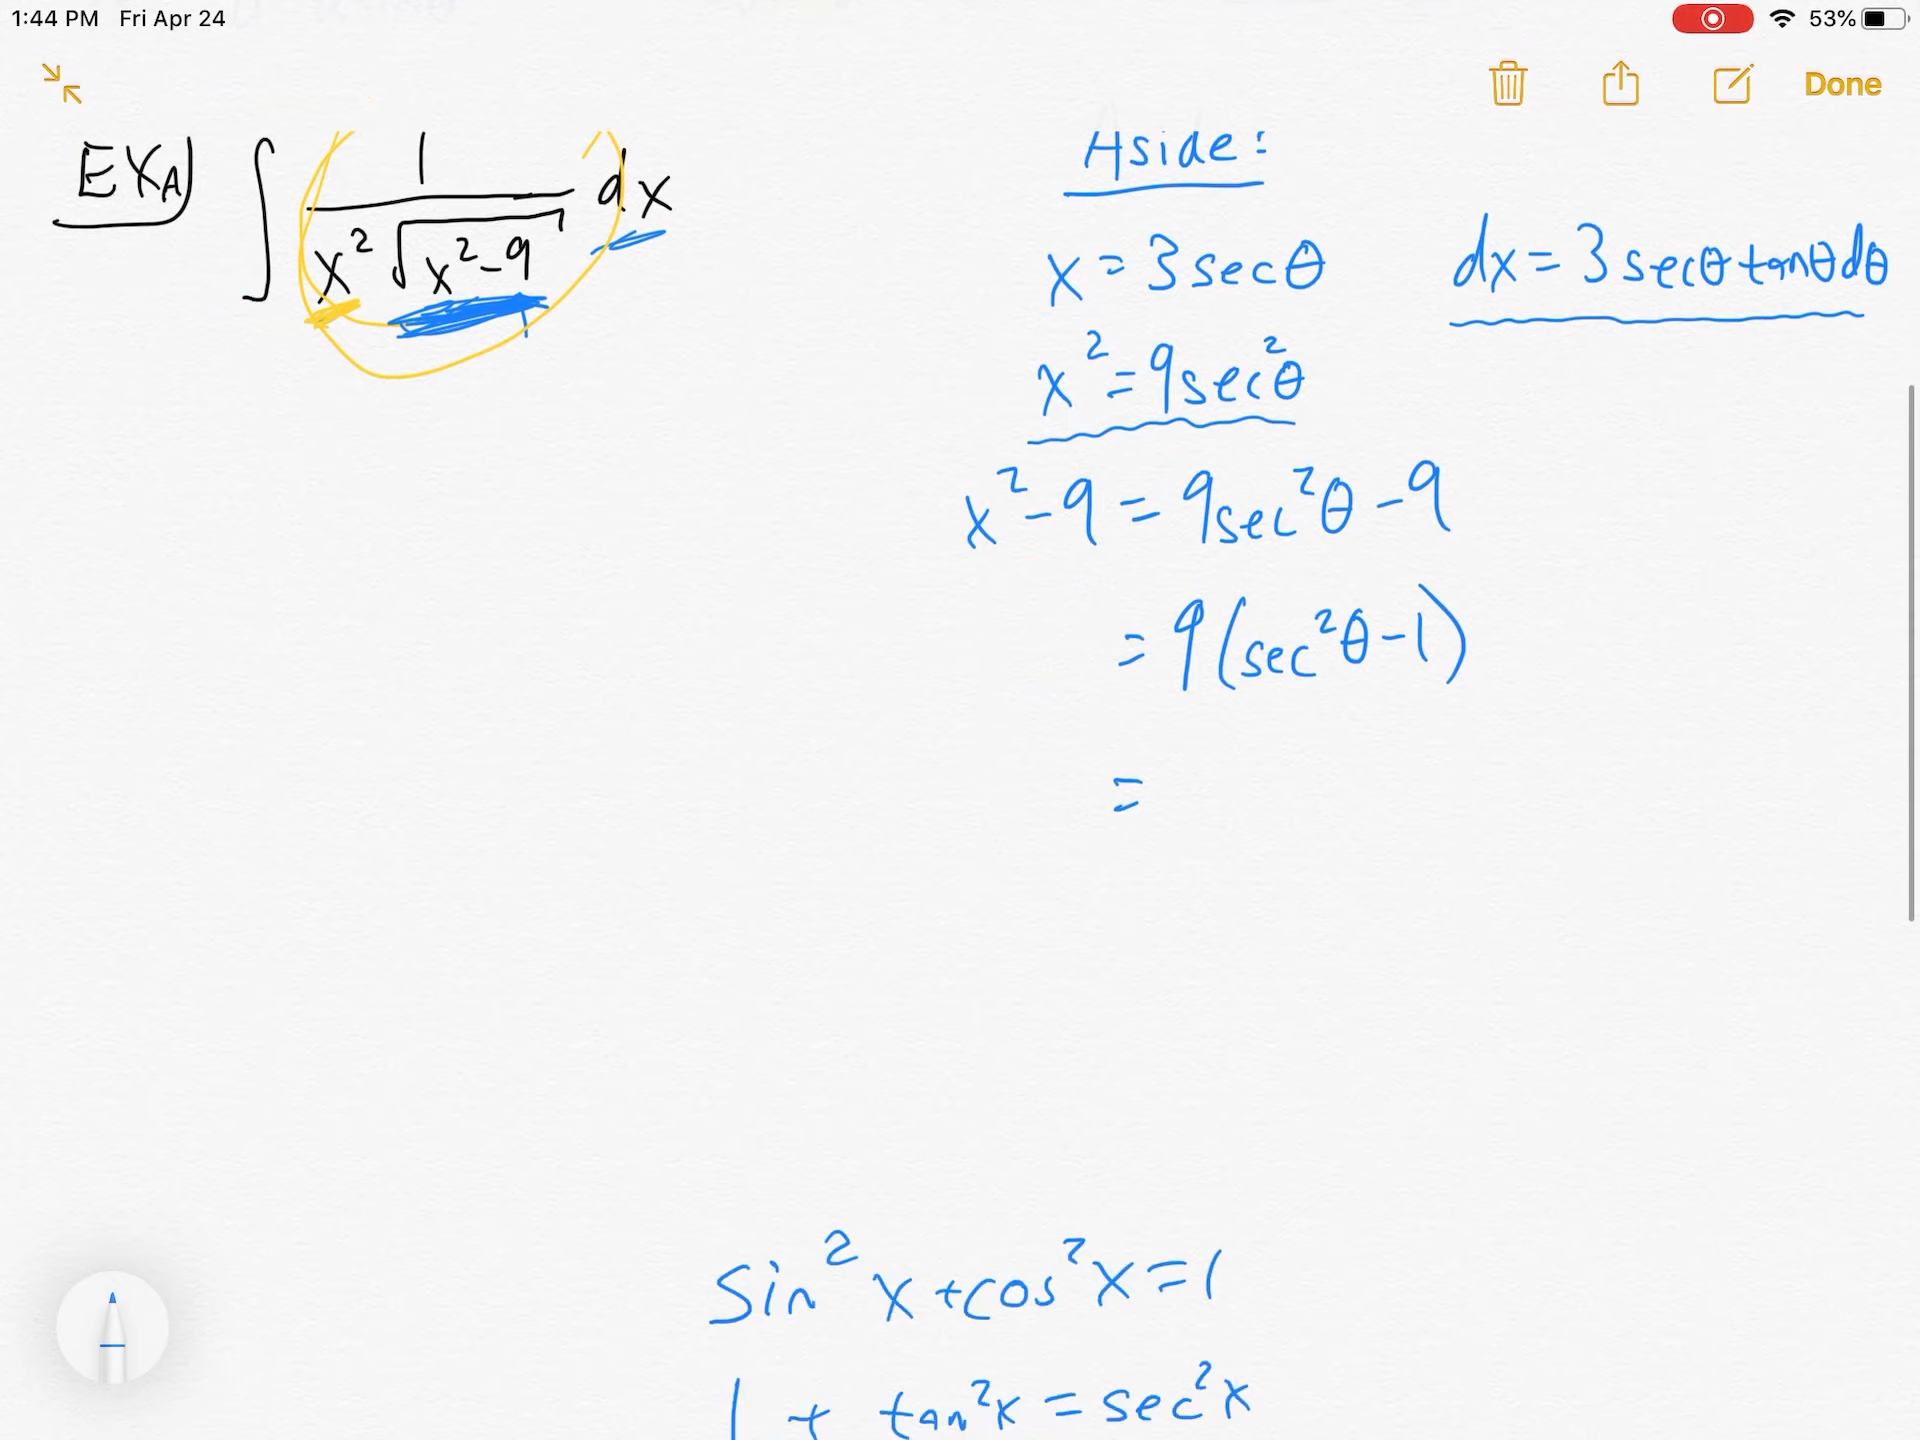 1:44 PM Fri Apr 24 53%
Done
EXA) ∫ 1/(x²√(x²-9)) dx
Aside:
x = 3secθ dx = 3secθtanθdθ
x² = 9sec²θ
x²-9 = 9sec²θ-9
= 9(sec²θ-1)
=
Sin²x+cos²x=1
1 + tan²x = sec²x